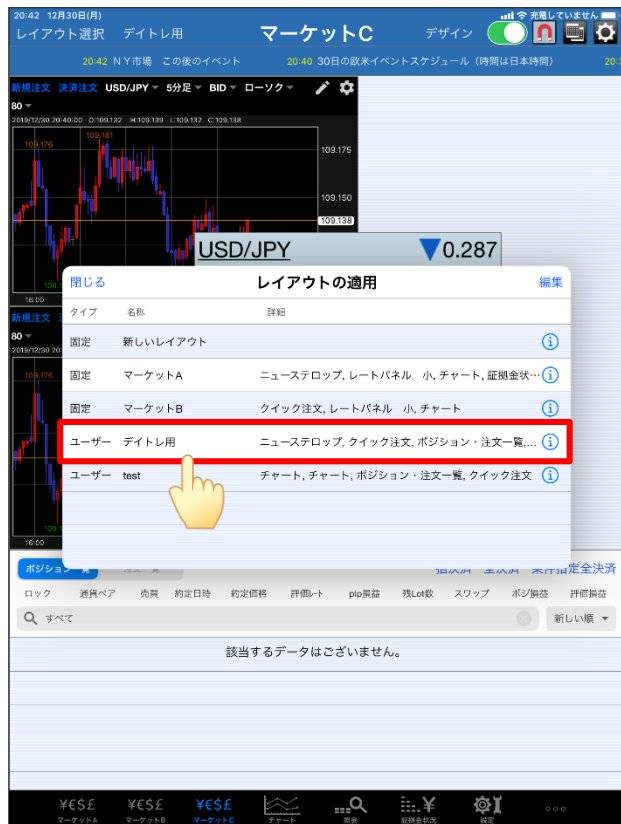 20:42 12月30日(月) 充電していません
レイアウト選択 デイトレ用 マーケットC デザイン
20:42 ＮＹ市場 この後のイベント 20:40 30日の欧米イベントスケジュール（時間は日本時間） 20:
新規注文 決済注文 USD/JPY 5分足 BID ローソク
80
2019/12/30 20:40:00 O:109.132 H:109.139 L:109.132 C:109.138
109.181
109.176
109.175
109.150
109.138
USD/JPY ▼0.287
閉じる レイアウトの適用 編集
16:00
タイプ 名称 詳細
新規注文
80
固定 新しいレイアウト
2019/12/30 20
109.176
固定 マーケットA ニューステロップ, レートパネル 小, チャート, 証拠金状…
固定 マーケットB クイック注文, レートパネル 小, チャート
ユーザー デイトレ用 ニューステロップ, クイック注文, ポジション・注文一覧,...
ユーザー test チャート, チャート, ポジション・注文一覧, クイック注文
16:00
ロック 通貨ペア 売買 約定日時 約定価格 評価レート pip損益 残Lot数 スワップ ポジ損益 評価損益
すべて 新しい順
該当するデータはございません。
¥€$£ ¥€$£ ¥€$£ ¥
マーケットA マーケットB マーケットC チャート 照会 証拠金状況 設定